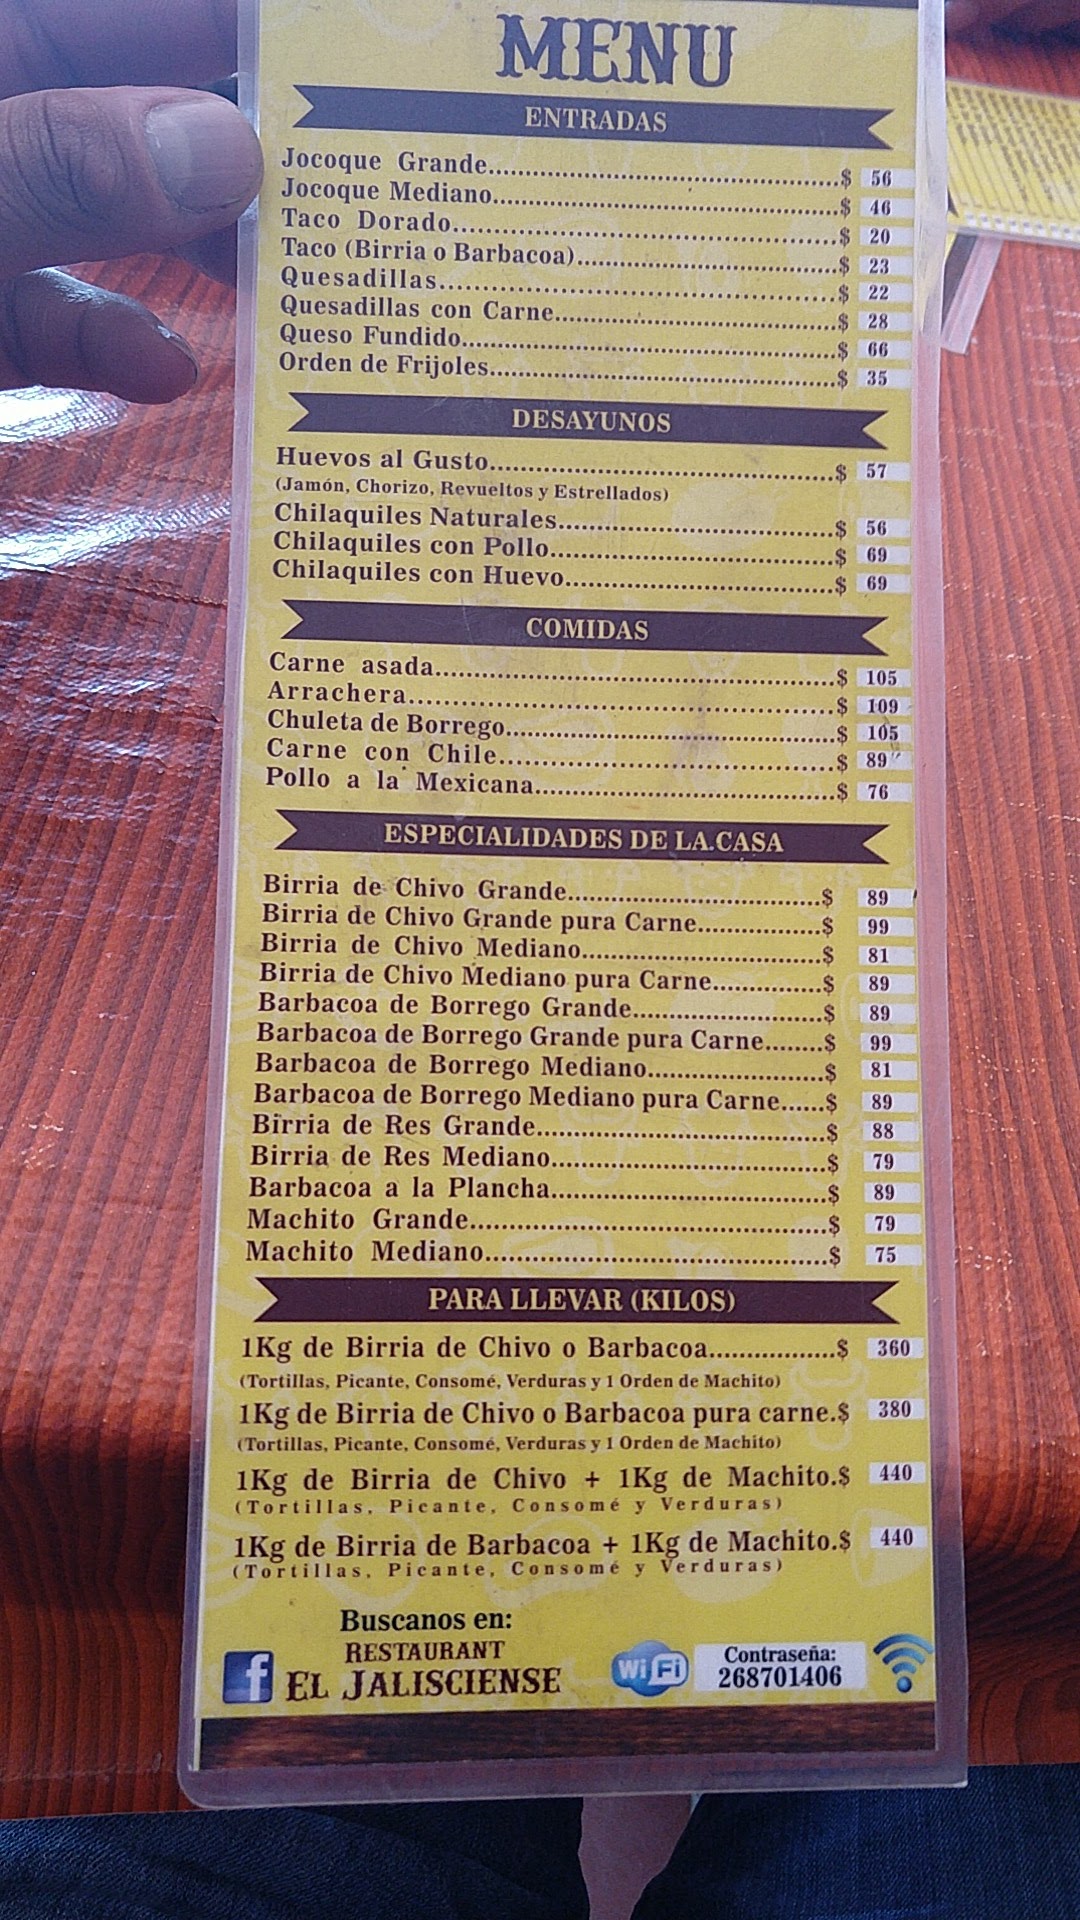 MENU
ENTRADAS
Jocoque Grande....................$ 56
Jocoque Mediano....................$ 46
Taco Dorado....................$ 20
Taco (Birria o Barbacoa)....................$ 23
Quesadillas....................$ 22
Quesadillas con Carne....................$ 28
Queso Fundido....................$ 66
Orden de Frijoles....................$ 35
DESAYUNOS
Huevos al Gusto....................$ 57
(Jamón, Chorizo, Revueltos y Estrellados)
Chilaquiles Naturales....................$ 56
Chilaquiles con Pollo....................$ 69
Chilaquiles con Huevo....................$ 69
COMIDAS
Carne asada....................$ 105
Arrachera....................$ 109
Chuleta de Borrego....................$ 105
Carne con Chile....................$ 89
Pollo a la Mexicana....................$ 76
ESPECIALIDADES DE LA.CASA
Birria de Chivo Grande....................$ 89
Birria de Chivo Grande pura Carne....................$ 99
Birria de Chivo Mediano....................$ 81
Birria de Chivo Mediano pura Carne....................$ 89
Barbacoa de Borrego Grande....................$ 89
Barbacoa de Borrego Grande pura Carne........$ 99
Barbacoa de Borrego Mediano....................$ 81
Barbacoa de Borrego Mediano pura Carne......$ 89
Birria de Res Grande....................$ 88
Birria de Res Mediano....................$ 79
Barbacoa a la Plancha....................$ 89
Machito Grande....................$ 79
Machito Mediano....................$ 75
PARA LLEVAR (KILOS)
1Kg de Birria de Chivo o Barbacoa.................$ 360
(Tortillas, Picante, Consomé, Verduras y 1 Orden de Machito)
1Kg de Birria de Chivo o Barbacoa pura carne.$ 380
(Tortillas, Picante, Consomé, Verduras y 1 Orden de Machito)
1Kg de Birria de Chivo + 1Kg de Machito.$ 440
(Tortillas, Picante, Consomé y Verduras)
1Kg de Birria de Barbacoa + 1Kg de Machito.$ 440
(Tortillas, Picante, Consomé y Verduras)
Buscanos en:
f RESTAURANT
EL JALISCIENSE
WiFi
Contraseña:
268701406